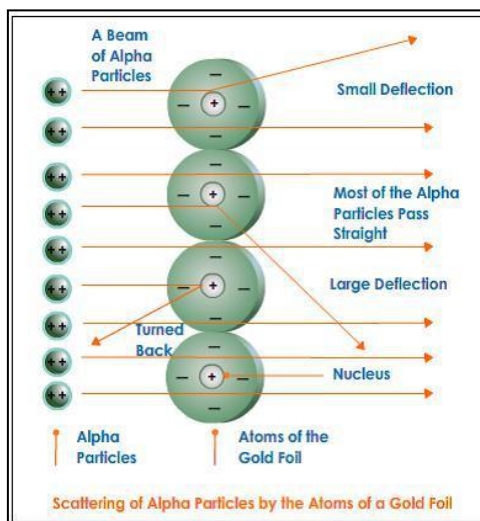 A Beam
of Alpha
Particles
Small Deflection
Most of the Alpha
Particles Pass
Straight
Large Deflection
Turned
Back
Nucleus
Alpha
Particles
Atoms of the
Gold Foil
Scattering of Alpha Particles by the Atoms of a Gold Foil